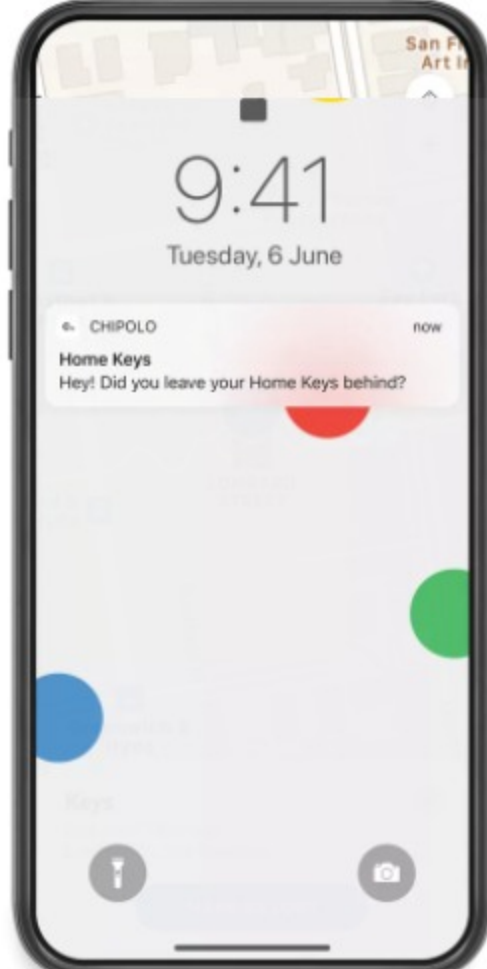 San F
Art In
9:41
Tuesday, 6 June
CHIPOLO
now
Home Keys
Hey! Did you leave your Home Keys behind?
Keys